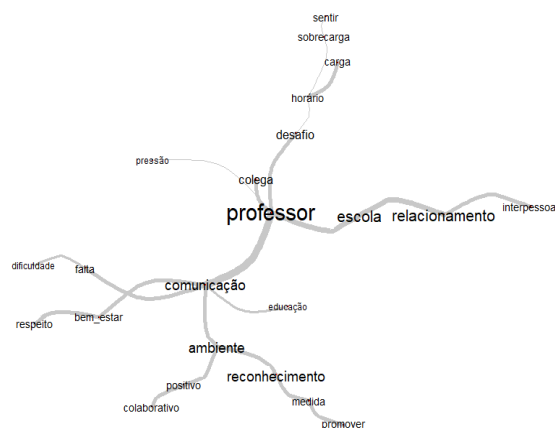 sentir
sobrecarga
carga
horário
desafio
pressão
colega
professor
escola
relacionamento
interpessoal
dificuldade
falta
comunicação
respeito
bem_estar
educação
ambiente
positivo
reconhecimento
colaborativo
medida
promover